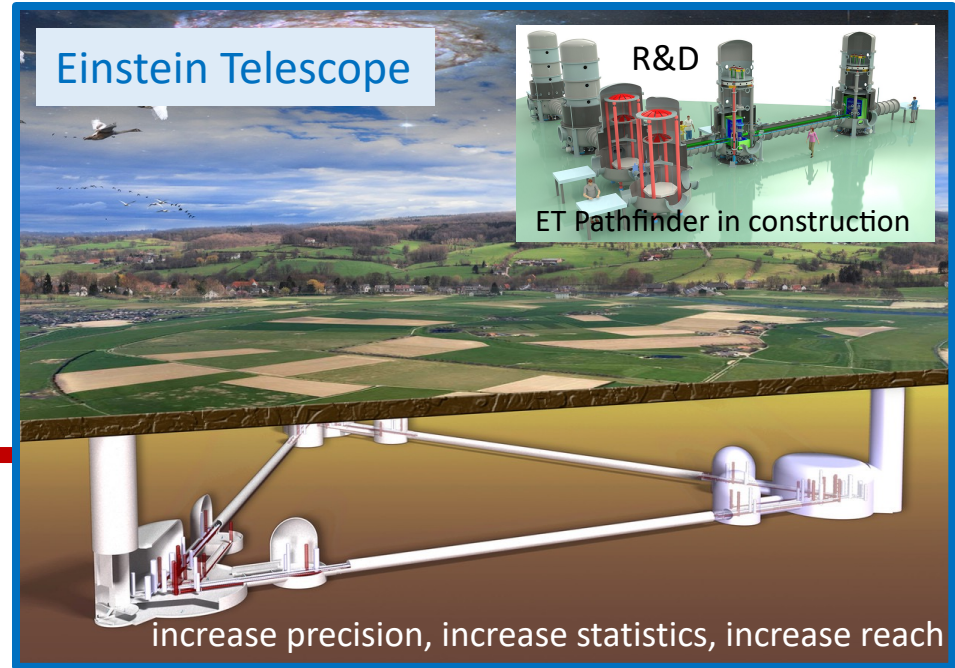 Einstein Telescope
R&D
ET Pathfinder in construction
increase precision, increase statistics, increase reach